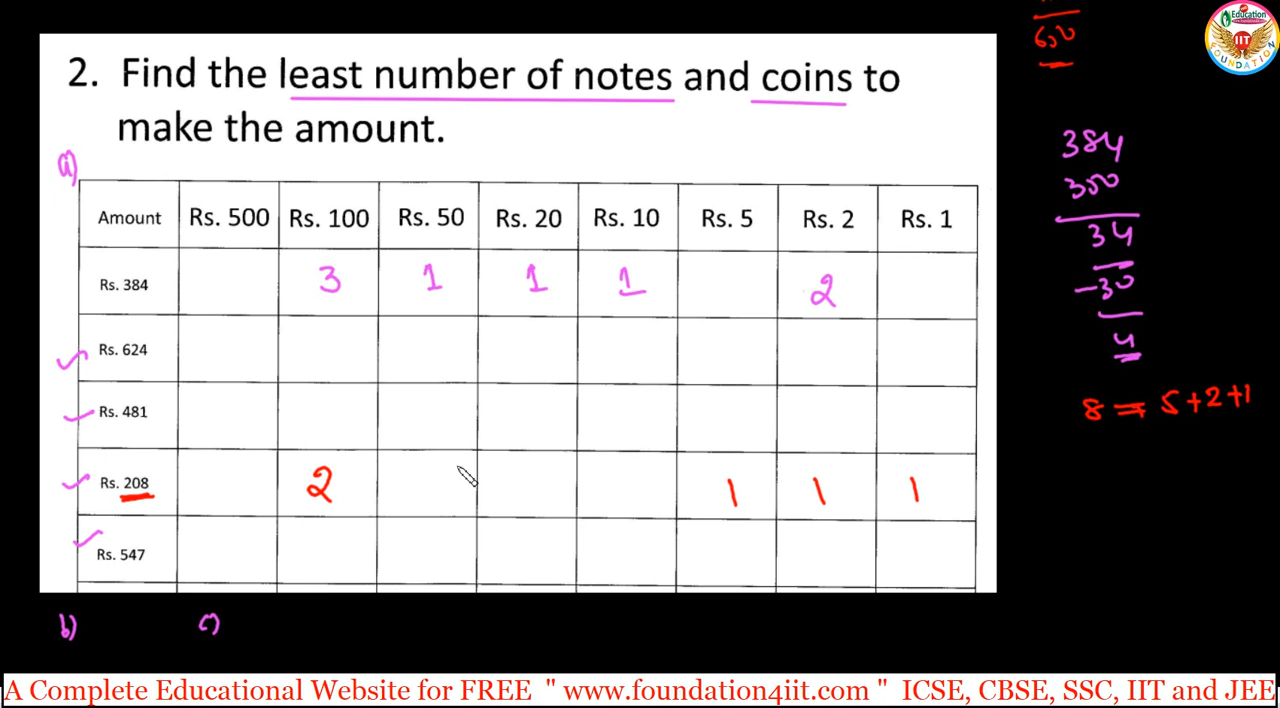 Education
IIT
FOUNDATION
2. Find the least number of notes and coins to
make the amount.
a)
Amount Rs. 500 Rs. 100 Rs. 50 Rs. 20 Rs. 10 Rs. 5 Rs. 2 Rs. 1
Rs. 384 3 1 1 1 2
Rs. 624
Rs. 481
Rs. 208 2 1 1 1
Rs. 547
b) c)
384
350
34
-30
4
8 = 5+2+1
A Complete Educational Website for FREE " www.foundation4iit.com " ICSE, CBSE, SSC, IIT and JEE